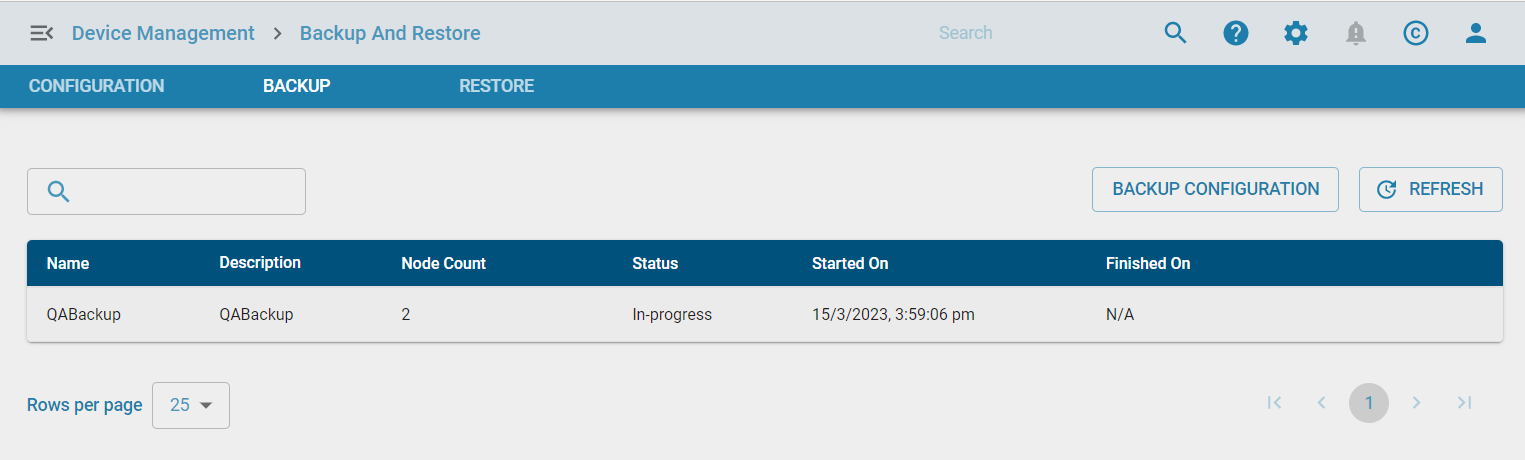 Device Management > Backup And Restore Search
CONFIGURATION BACKUP RESTORE
BACKUP CONFIGURATION REFRESH
Name Description Node Count Status Started On Finished On
QABackup QABackup 2 In-progress 15/3/2023, 3:59:06 pm N/A
Rows per page 25 1